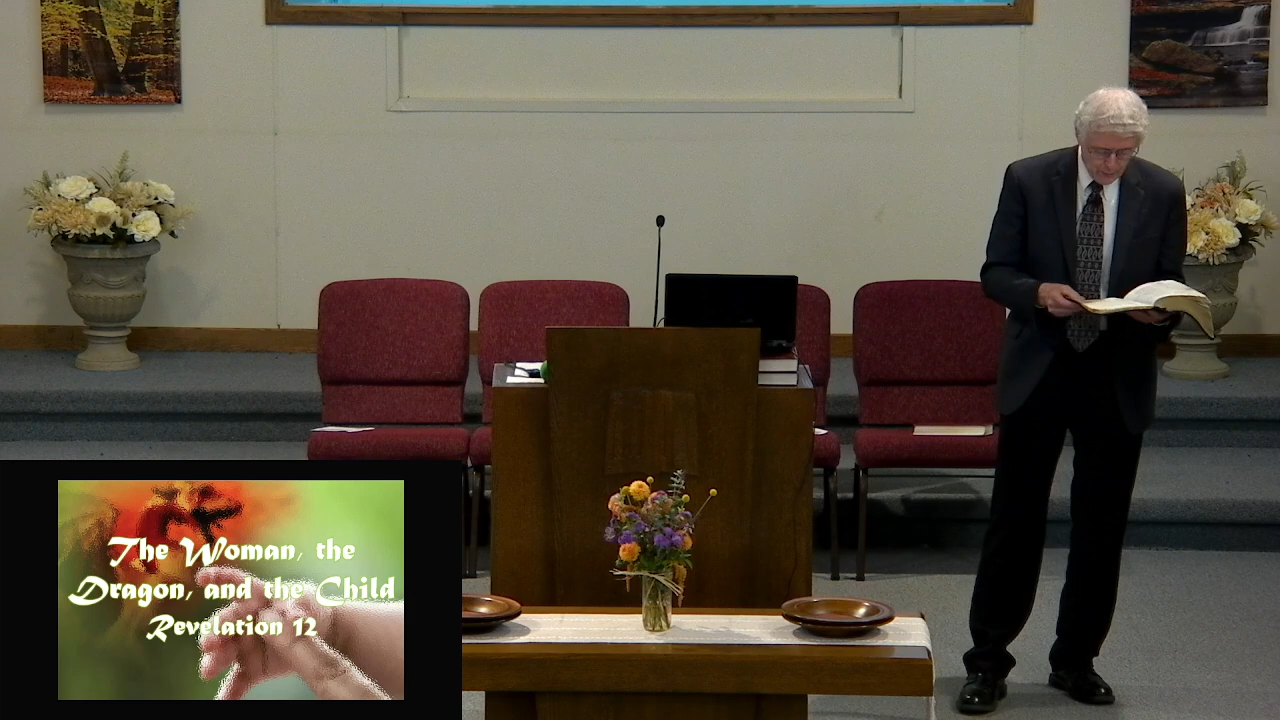 The Woman, the
Dragon, and the Child
Revelation 12